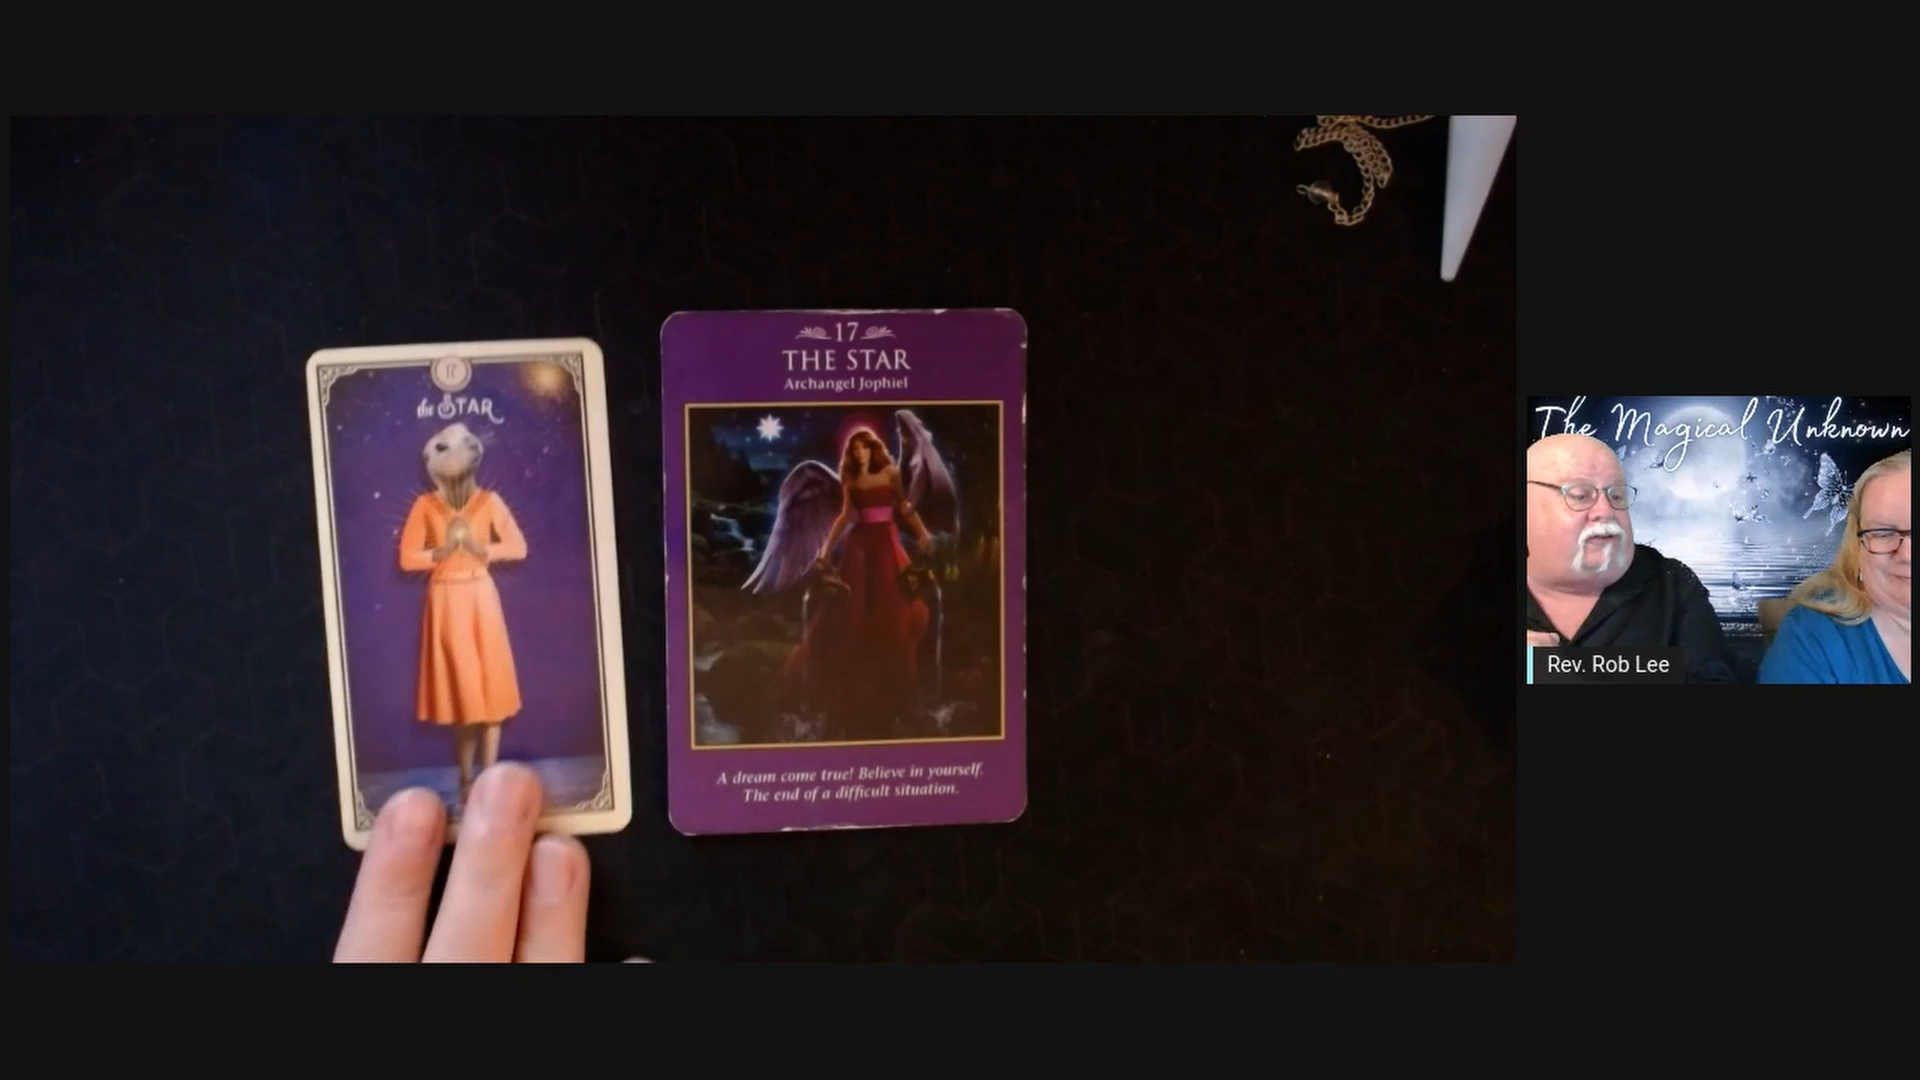 17
the STAR
17
THE STAR
Archangel Jophiel
A dream come true! Believe in yourself.
The end of a difficult situation.
The Magical Unknown
Rev. Rob Lee